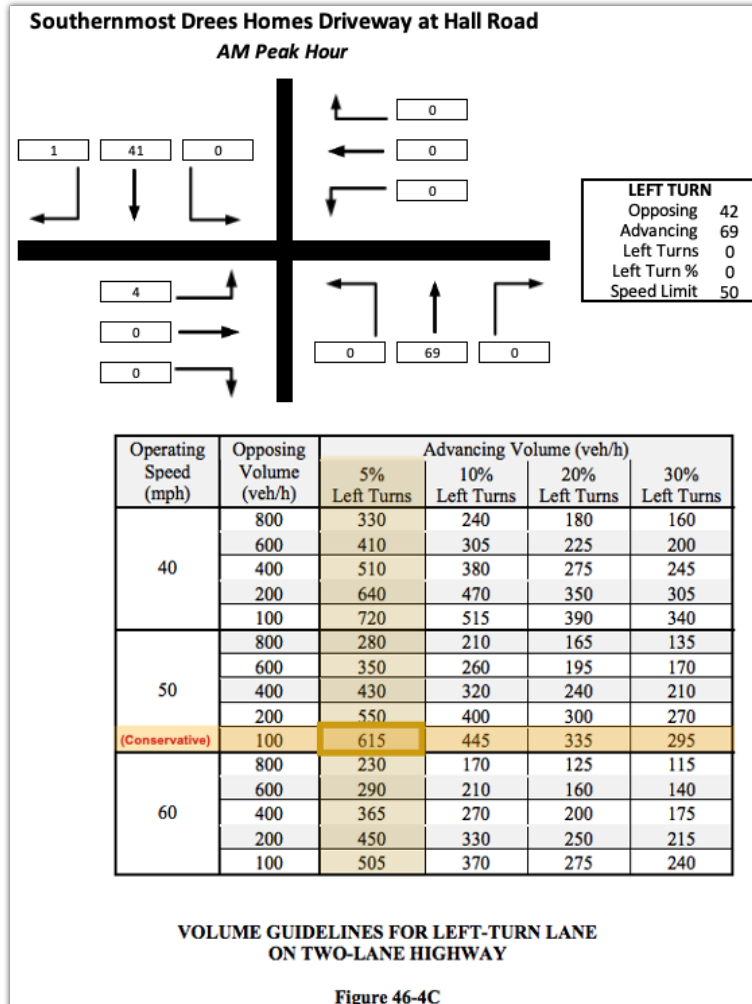 Southernmost Drees Homes Driveway at Hall Road
AM Peak Hour
0
1 41 0
0
0
LEFT TURN
Opposing 42
Advancing 69
Left Turns 0
Left Turn % 0
Speed Limit 50
4
0
0
0 69 0
Operating Speed (mph) Opposing Volume (veh/h) Advancing Volume (veh/h)
5% Left Turns 10% Left Turns 20% Left Turns 30% Left Turns
800 330 240 180 160
600 410 305 225 200
40 400 510 380 275 245
200 640 470 350 305
100 720 515 390 340
800 280 210 165 135
600 350 260 195 170
50 400 430 320 240 210
200 550 400 300 270
(Conservative) 100 615 445 335 295
800 230 170 125 115
600 290 210 160 140
60 400 365 270 200 175
200 450 330 250 215
100 505 370 275 240
VOLUME GUIDELINES FOR LEFT-TURN LANE
ON TWO-LANE HIGHWAY
Figure 46-4C